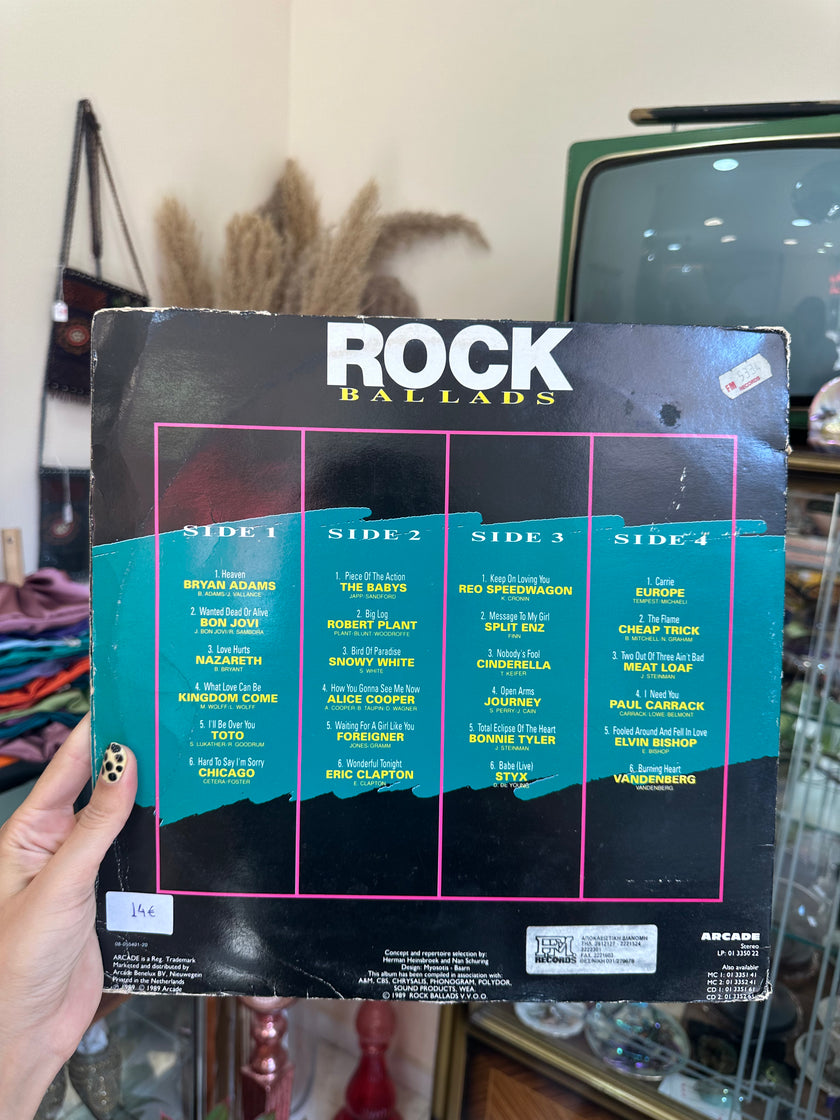 ROCK
BALLADS
FM 5334
RECORDS
SIDE 1
1. Heaven
BRYAN ADAMS
B. ADAMS-J. VALLANCE
2. Wanted Dead Or Alive
BON JOVI
J. BON JOVI/R. SAMBORA
3. Love Hurts
NAZARETH
B. BRYANT
4. What Love Can Be
KINGDOM COME
M. WOLFF-L. WOLFF
5. I'll Be Over You
TOTO
S. LUKATHER/R. GOODRUM
6. Hard To Say I'm Sorry
CHICAGO
CETERA-FOSTER
SIDE 2
1. Piece Of The Action
THE BABYS
JAPP-SANDFORD
2. Big Log
ROBERT PLANT
PLANT-BLUNT-WOODROFFE
3. Bird Of Paradise
SNOWY WHITE
S. WHITE
4. How You Gonna See Me Now
ALICE COOPER
A. COOPER-B. TAUPIN-D. WAGNER
5. Waiting For A Girl Like You
FOREIGNER
JONES-GRAMM
6. Wonderful Tonight
ERIC CLAPTON
E. CLAPTON
SIDE 3
1. Keep On Loving You
REO SPEEDWAGON
K. CRONIN
2. Message To My Girl
SPLIT ENZ
FINN
3. Nobody's Fool
CINDERELLA
T. KEIFER
4. Open Arms
JOURNEY
S. PERRY/J. CAIN
5. Total Eclipse Of The Heart
BONNIE TYLER
J. STEINMAN
6. Babe (Live)
STYX
D. DE YOUNG
SIDE 4
1. Carrie
EUROPE
TEMPEST-MICHAELI
2. The Flame
CHEAP TRICK
B. MITCHELL-N. GRAHAM
3. Two Out Of Three Ain't Bad
MEAT LOAF
J. STEINMAN
4. I Need You
PAUL CARRACK
CARRACK-LOWE-BELMONT
5. Fooled Around And Fell In Love
ELVIN BISHOP
E. BISHOP
6. Burning Heart
VANDENBERG
VANDENBERG
14€
ARCADE is a Reg. Trademark
Marketed and distributed by
Arcade Benelux BV., Nieuwegein
Printed in the Netherlands
℗ 1989 © 1989 Arcade
Concept and repertoire selection by:
Herman Heinsbroek and Nan Schuring
Design: Myosotis - Baarn
This album has been compiled in association with:
A&M, CBS, CHRYSALIS, PHONOGRAM, POLYDOR,
SOUND PRODUCTS, WEA.
© 1989 ROCK BALLADS V.V.O.O.
FM
RECORDS
ΑΠΟΚΛΕΙΣΤΙΚΗ ΔΙΑΝΟΜΗ
ARCADE
Stereo
LP: 01 3350 22
Also available
MC 1: 01 3351 41
MC 2: 01 3352 41
CD 1: 01 3351 61